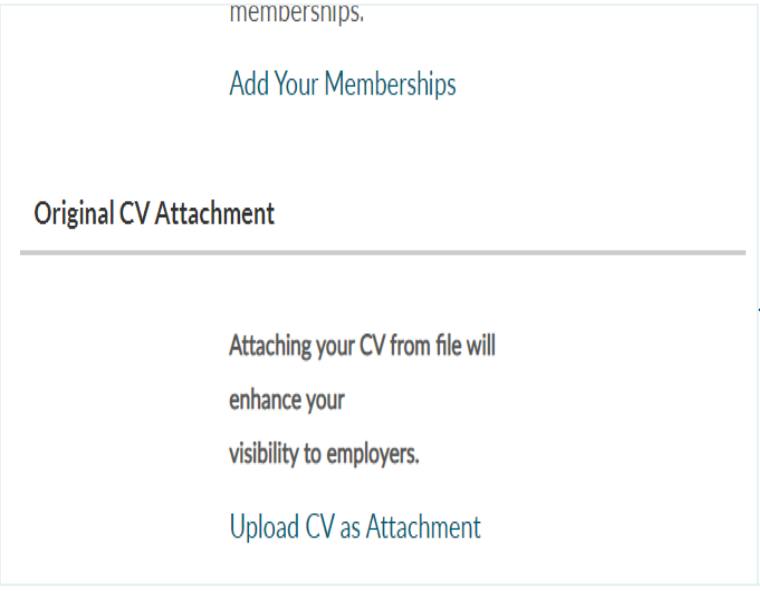 memberships.
Add Your Memberships
Original CV Attachment
Attaching your CV from file will
enhance your
visibility to employers.
Upload CV as Attachment